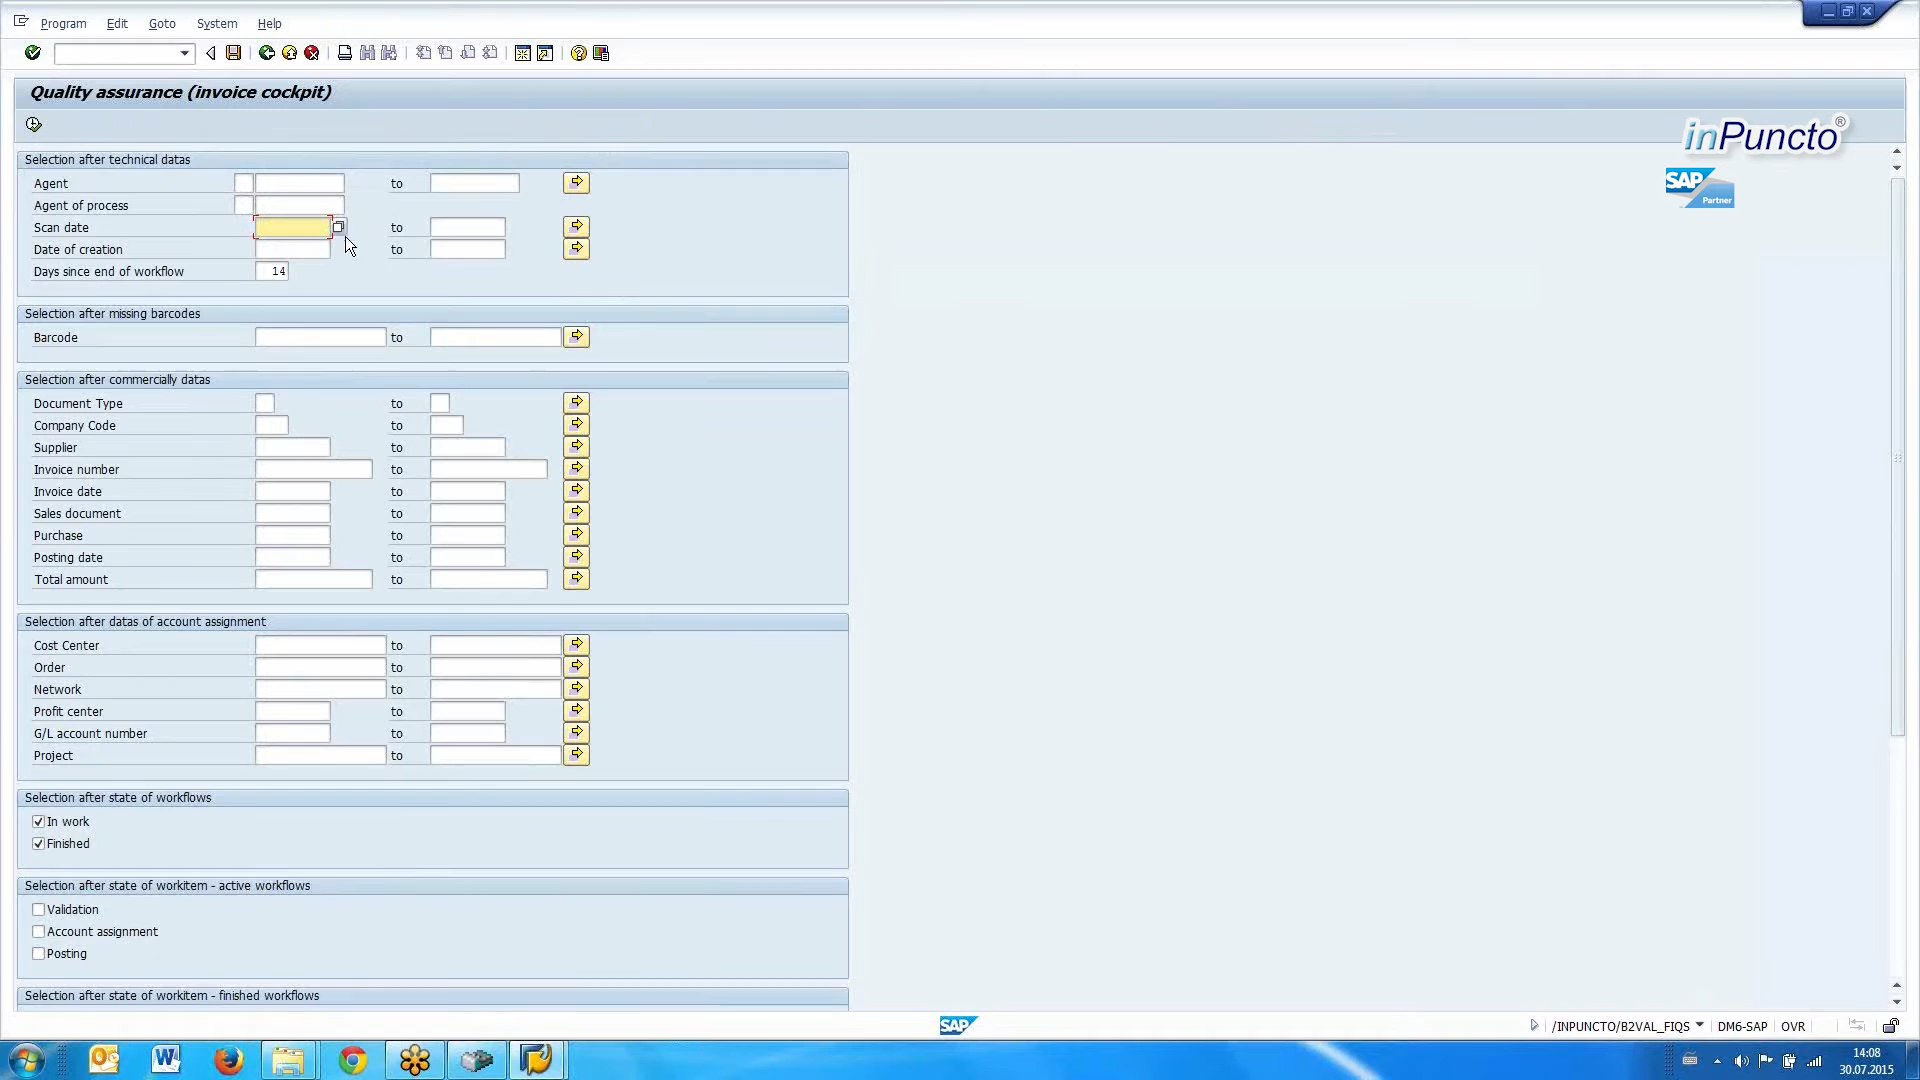 Program Edit Goto System Help
Quality assurance (invoice cockpit)
inPuncto®
SAP Partner
Selection after technical datas
Agent to
Agent of process
Scan date to
Date of creation to
Days since end of workflow 14
Selection after missing barcodes
Barcode to
Selection after commercially datas
Document Type to
Company Code to
Supplier to
Invoice number to
Invoice date to
Sales document to
Purchase to
Posting date to
Total amount to
Selection after datas of account assignment
Cost Center to
Order to
Network to
Profit center to
G/L account number to
Project to
Selection after state of workflows
In work
Finished
Selection after state of workitem - active workflows
Validation
Account assignment
Posting
Selection after state of workitem - finished workflows
SAP /INPUNCTO/B2VAL_FIQS DM6-SAP OVR
14:08
30.07.2015